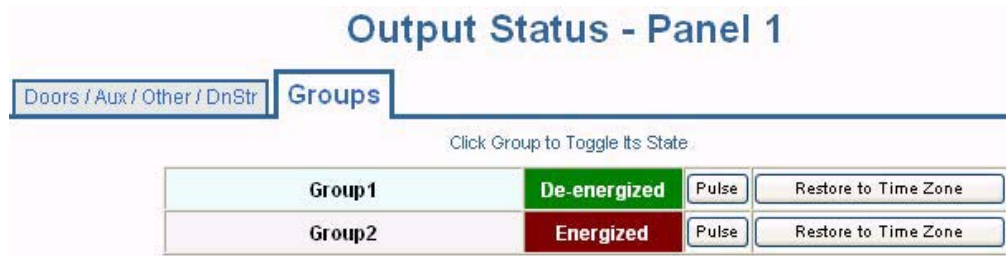 Output Status - Panel 1
Doors / Aux / Other / DnStr Groups
Click Group to Toggle Its State
Group1 De-energized Pulse Restore to Time Zone
Group2 Energized Pulse Restore to Time Zone